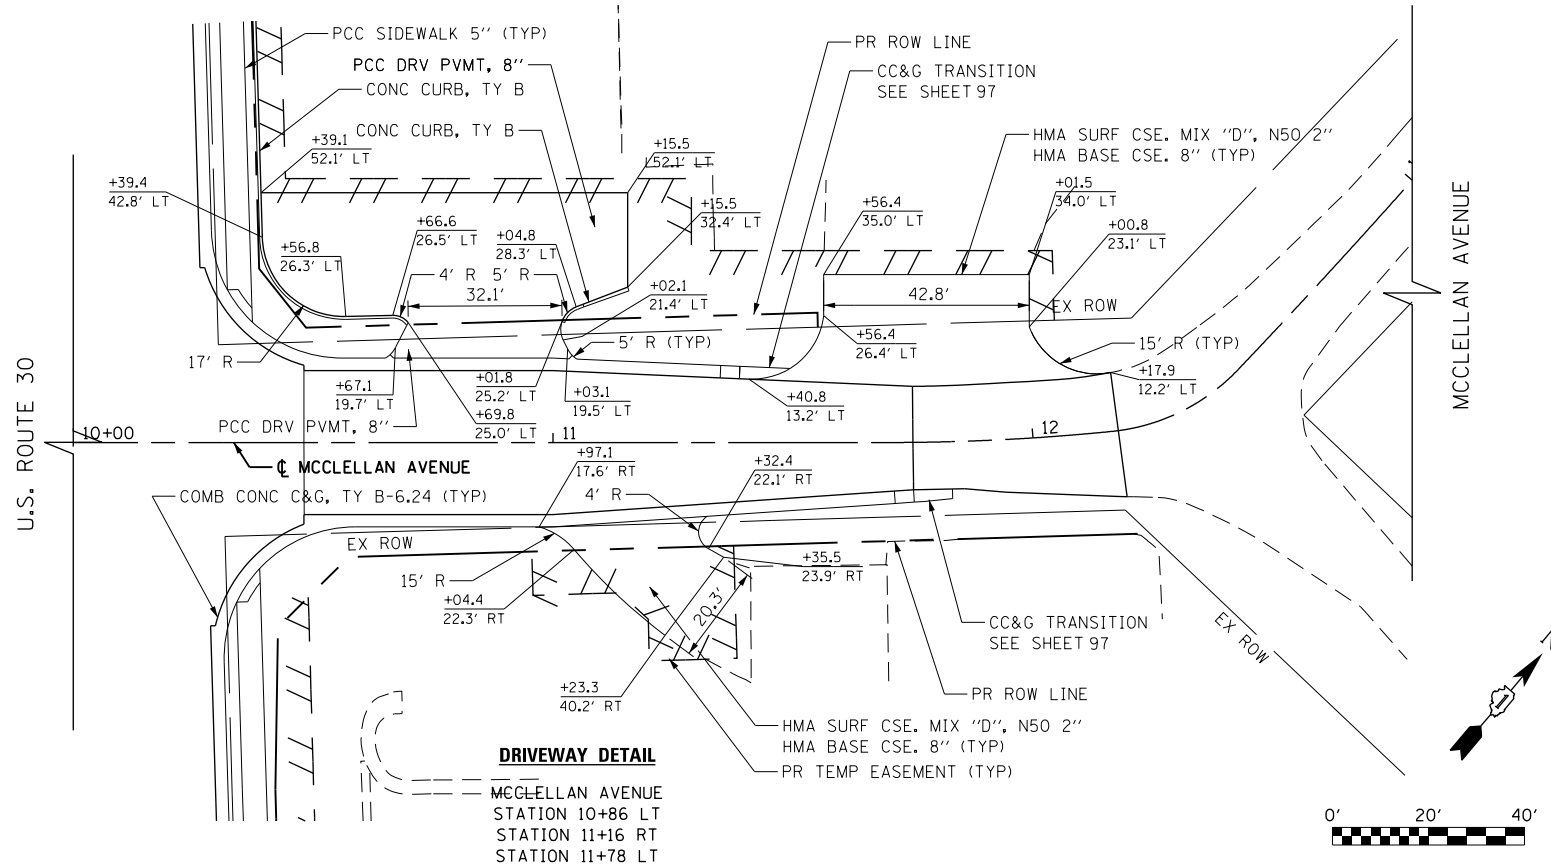 PCC SIDEWALK 5'' (TYP)
PR ROW LINE
PCC DRV PVMT, 8''
CC&G TRANSITION
SEE SHEET 97
CONC CURB, TY B
CONC CURB, TY B
+39.1
52.1' LT
+15.5
52.1' LT
HMA SURF CSE. MIX "D", N50 2''
HMA BASE CSE. 8'' (TYP)
+39.4
42.8' LT
+01.5
34.0' LT
+66.6
26.5' LT
+04.8
28.3' LT
+15.5
32.4' LT
+56.4
35.0' LT
+00.8
23.1' LT
+56.8
26.3' LT
4' R
5' R
32.1'
+02.1
21.4' LT
42.8'
EX ROW
MCCLELLAN AVENUE
17' R
5' R (TYP)
+56.4
26.4' LT
15' R (TYP)
+67.1
19.7' LT
+01.8
25.2' LT
+03.1
19.5' LT
+40.8
13.2' LT
+17.9
12.2' LT
+69.8
25.0' LT
PCC DRV PVMT, 8''
U.S. ROUTE 30
10+00
11
12
℄ MCCLELLAN AVENUE
+97.1
17.6' RT
+32.4
22.1' RT
COMB CONC C&G, TY B-6.24 (TYP)
4' R
EX ROW
15' R
+35.5
23.9' RT
+04.4
22.3' RT
20.3'
CC&G TRANSITION
SEE SHEET 97
EX ROW
+23.3
40.2' RT
PR ROW LINE
HMA SURF CSE. MIX "D", N50 2''
HMA BASE CSE. 8'' (TYP)
PR TEMP EASEMENT (TYP)
DRIVEWAY DETAIL
MCCLELLAN AVENUE
STATION 10+86 LT
STATION 11+16 RT
STATION 11+78 LT
0' 20' 40'